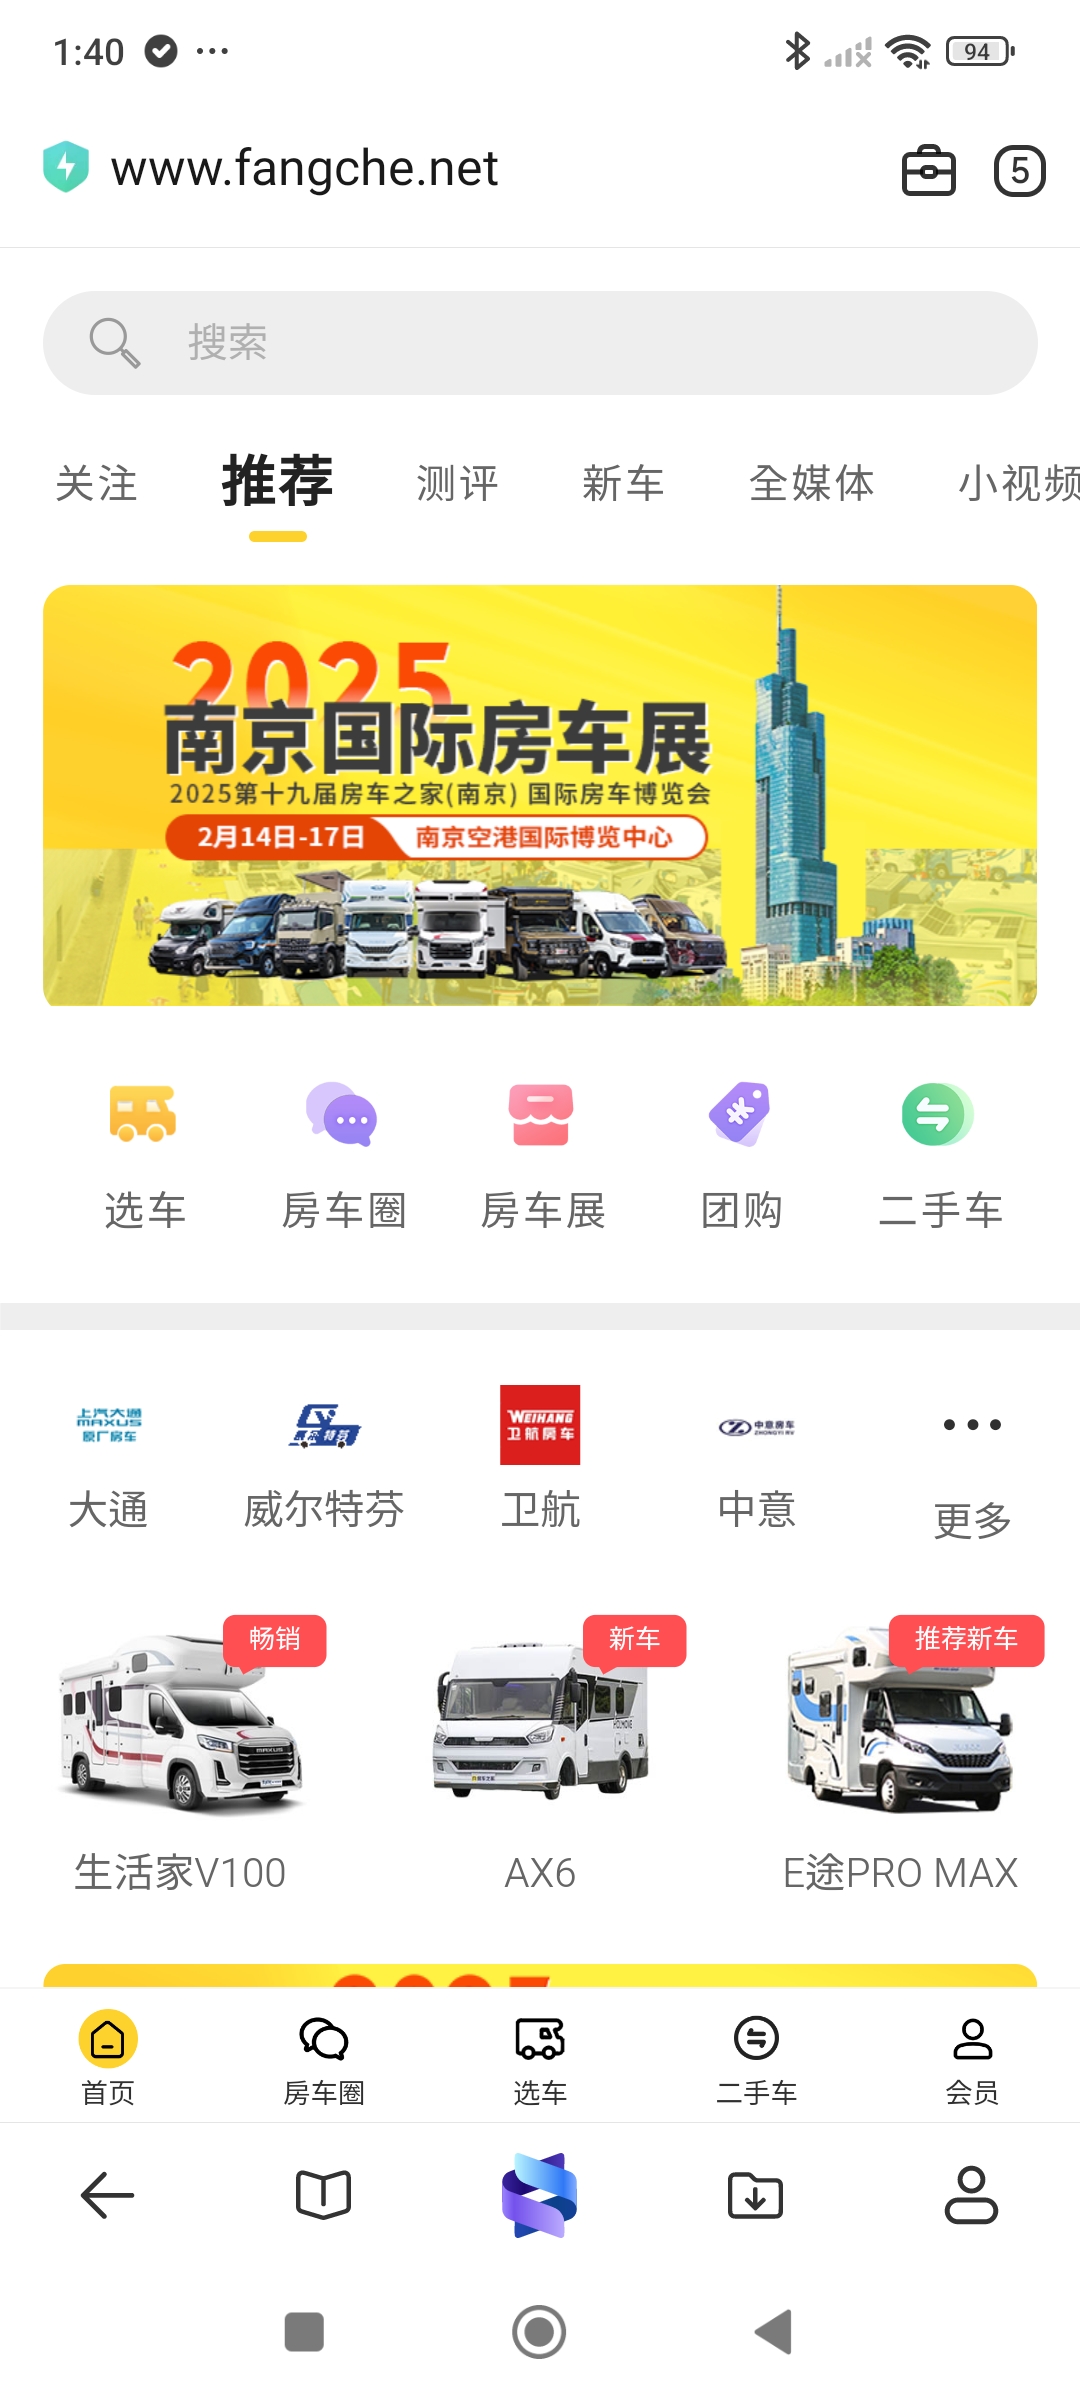 1:40
94
www.fangche.net
5
搜索
关注 推荐 测评 新车 全媒体 小视频
2025
南京国际房车展
2025第十九届房车之家(南京) 国际房车博览会
2月14日-17日 南京空港国际博览中心
选车 房车圈 房车展 团购 二手车
上汽大通
MAXUS
原厂房车
特芬
WEIHANG
卫航房车
中意房车
ZHONGYI RV
大通 威尔特芬 卫航 中意 更多
畅销 新车 推荐新车
MAXUS
生活家V100 AX6 E途PRO MAX
首页 房车圈 选车 二手车 会员